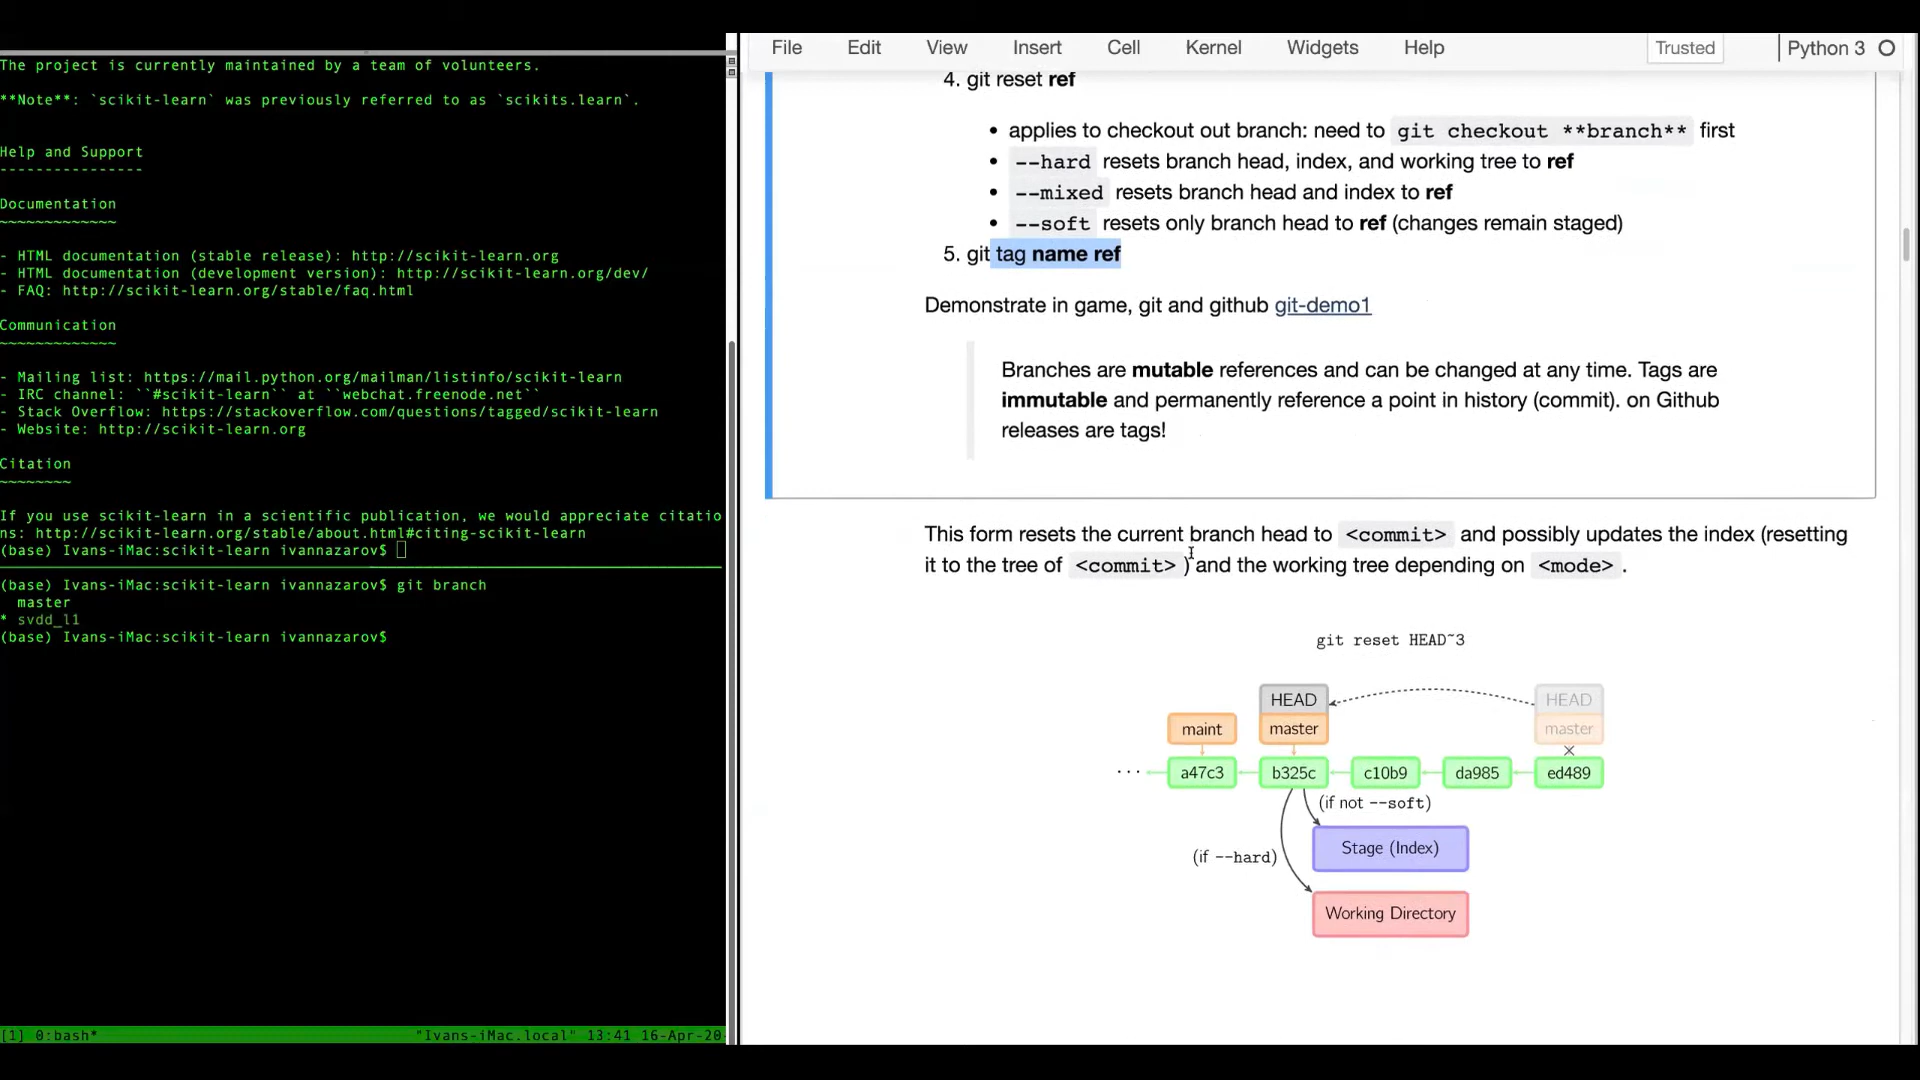 The project is currently maintained by a team of volunteers.
**Note**: `scikit-learn` was previously referred to as `scikits.learn`.
Help and Support
----------------
Documentation
~~~~~~~~~~~~~
- HTML documentation (stable release): http://scikit-learn.org
- HTML documentation (development version): http://scikit-learn.org/dev/
- FAQ: http://scikit-learn.org/stable/faq.html
Communication
~~~~~~~~~~~~~
- Mailing list: https://mail.python.org/mailman/listinfo/scikit-learn
- IRC channel: ``#scikit-learn`` at ``webchat.freenode.net``
- Stack Overflow: https://stackoverflow.com/questions/tagged/scikit-learn
- Website: http://scikit-learn.org
Citation
~~~~~~~~
If you use scikit-learn in a scientific publication, we would appreciate citatio
ns: http://scikit-learn.org/stable/about.html#citing-scikit-learn
(base) Ivans-iMac:scikit-learn ivannazarov$
(base) Ivans-iMac:scikit-learn ivannazarov$ git branch
master
* svdd_l1
(base) Ivans-iMac:scikit-learn ivannazarov$
[1] 0:bash* "Ivans-iMac.local" 13:41 16-Apr-20
File Edit View Insert Cell Kernel Widgets Help Trusted Python 3
4. git reset ref
• applies to checkout out branch: need to git checkout **branch** first
• --hard resets branch head, index, and working tree to ref
• --mixed resets branch head and index to ref
• --soft resets only branch head to ref (changes remain staged)
5. git tag name ref
Demonstrate in game, git and github git-demo1
Branches are mutable references and can be changed at any time. Tags are
immutable and permanently reference a point in history (commit). on Github
releases are tags!
This form resets the current branch head to <commit> and possibly updates the index (resetting
it to the tree of <commit> ) and the working tree depending on <mode> .
git reset HEAD~3
HEAD HEAD
maint master master
... a47c3 b325c c10b9 da985 ed489
(if not --soft)
Stage (Index)
(if --hard)
Working Directory